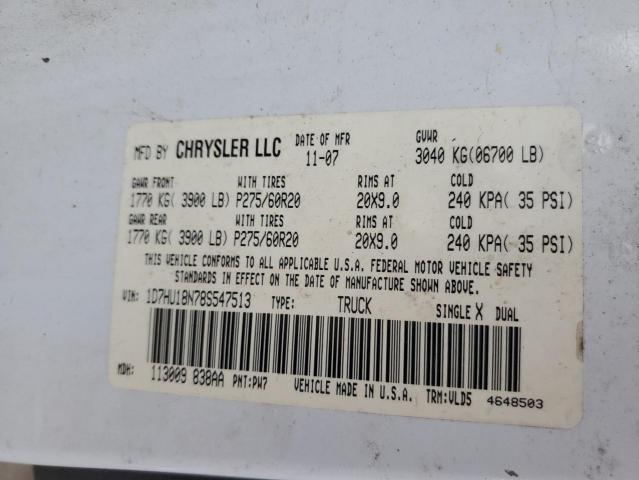 MFD BY CHRYSLER LLC DATE OF MFR GVWR
11-07 3040 KG(06700 LB)
GAWR FRONT WITH TIRES RIMS AT COLD
1770 KG( 3900 LB) P275/60R20 20X9.0 240 KPA( 35 PSI)
GAWR REAR WITH TIRES RIMS AT COLD
1770 KG( 3900 LB) P275/60R20 20X9.0 240 KPA( 35 PSI)
THIS VEHICLE CONFORMS TO ALL APPLICABLE U.S.A. FEDERAL MOTOR VEHICLE SAFETY
STANDARDS IN EFFECT ON THE DATE OF MANUFACTURE SHOWN ABOVE.
VIN: 1D7HU18N78S547513 TYPE: TRUCK SINGLE X DUAL
MDH: 113009 838AA PNT:PW7 VEHICLE MADE IN U.S.A. TRM:VLD5 4648503